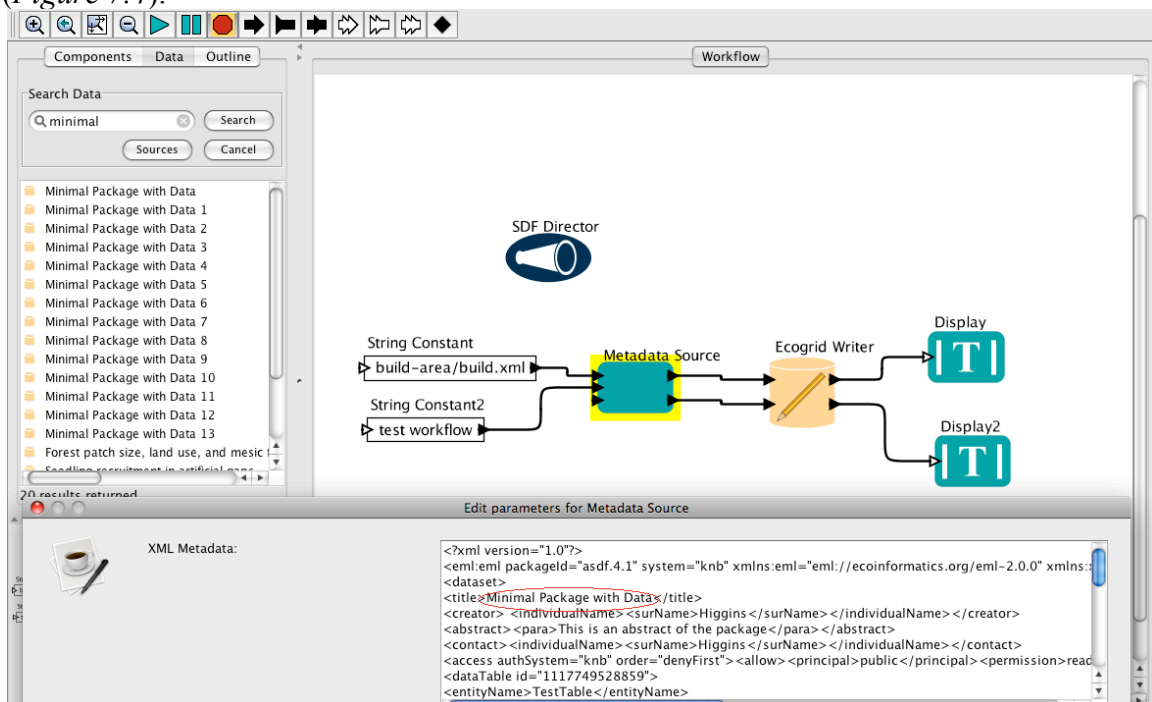 (Figure 7.4).
Components Data Outline
Workflow
Search Data
minimal
Search
Sources
Cancel
Minimal Package with Data
Minimal Package with Data 1
Minimal Package with Data 2
Minimal Package with Data 3
Minimal Package with Data 4
Minimal Package with Data 5
Minimal Package with Data 6
Minimal Package with Data 7
Minimal Package with Data 8
Minimal Package with Data 9
Minimal Package with Data 10
Minimal Package with Data 11
Minimal Package with Data 12
Minimal Package with Data 13
Forest patch size, land use, and mesic
Seedling recruitment in artificial gaps
20 results returned
SDF Director
String Constant
build-area/build.xml
String Constant2
test workflow
Metadata Source
Ecogrid Writer
Display
T
Display2
T
Edit parameters for Metadata Source
XML Metadata:
<?xml version="1.0"?>
<eml:eml packageId="asdf.4.1" system="knb" xmlns:eml="eml://ecoinformatics.org/eml-2.0.0" xmlns:
<dataset>
<title>Minimal Package with Data</title>
<creator> <individualName><surName>Higgins</surName></individualName></creator>
<abstract><para>This is an abstract of the package</para></abstract>
<contact><individualName><surName>Higgins</surName></individualName></contact>
<access authSystem="knb" order="denyFirst"><allow><principal>public</principal><permission>read
<dataTable id="1117749528859">
<entityName>TestTable</entityName>